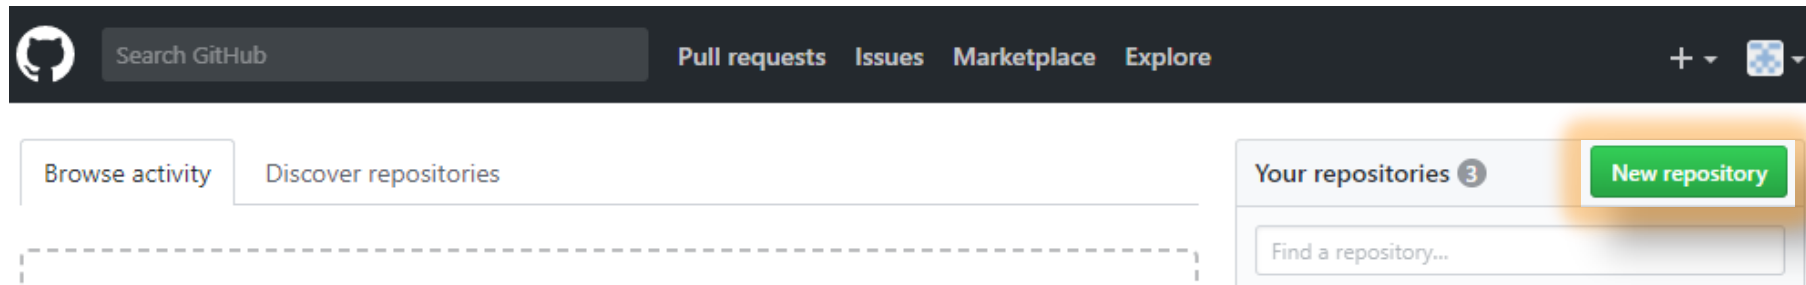 Search GitHub
Pull requests Issues Marketplace Explore
Browse activity Discover repositories
Your repositories 3 New repository
Find a repository...